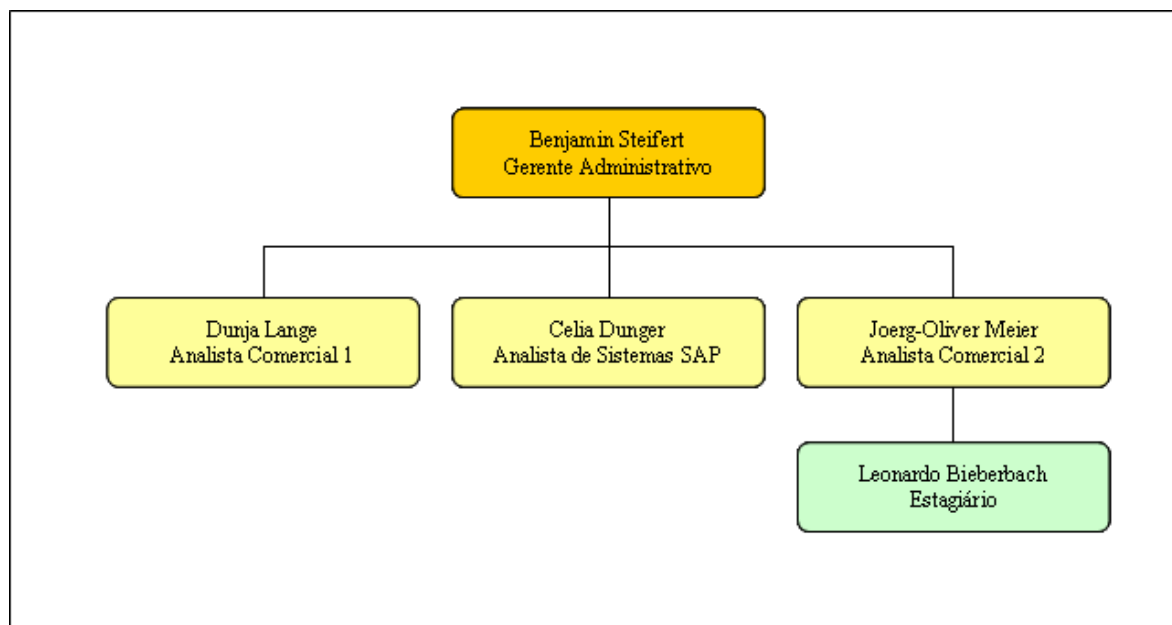 Benjamin Steifert
Gerente Administrativo
Dunja Lange
Analista Comercial 1
Celia Dunger
Analista de Sistemas SAP
Joerg-Oliver Meier
Analista Comercial 2
Leonardo Bieberbach
Estagiário